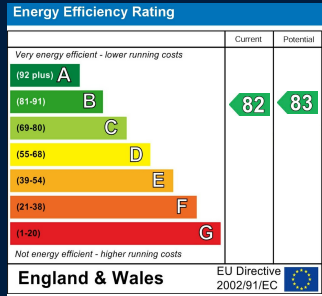 Energy Efficiency Rating
Current Potential
Very energy efficient - lower running costs
(92 plus) A
(81-91) B
82 83
(69-80) C
(55-68) D
(39-54) E
(21-38) F
(1-20) G
Not energy efficient - higher running costs
England & Wales
EU Directive
2002/91/EC